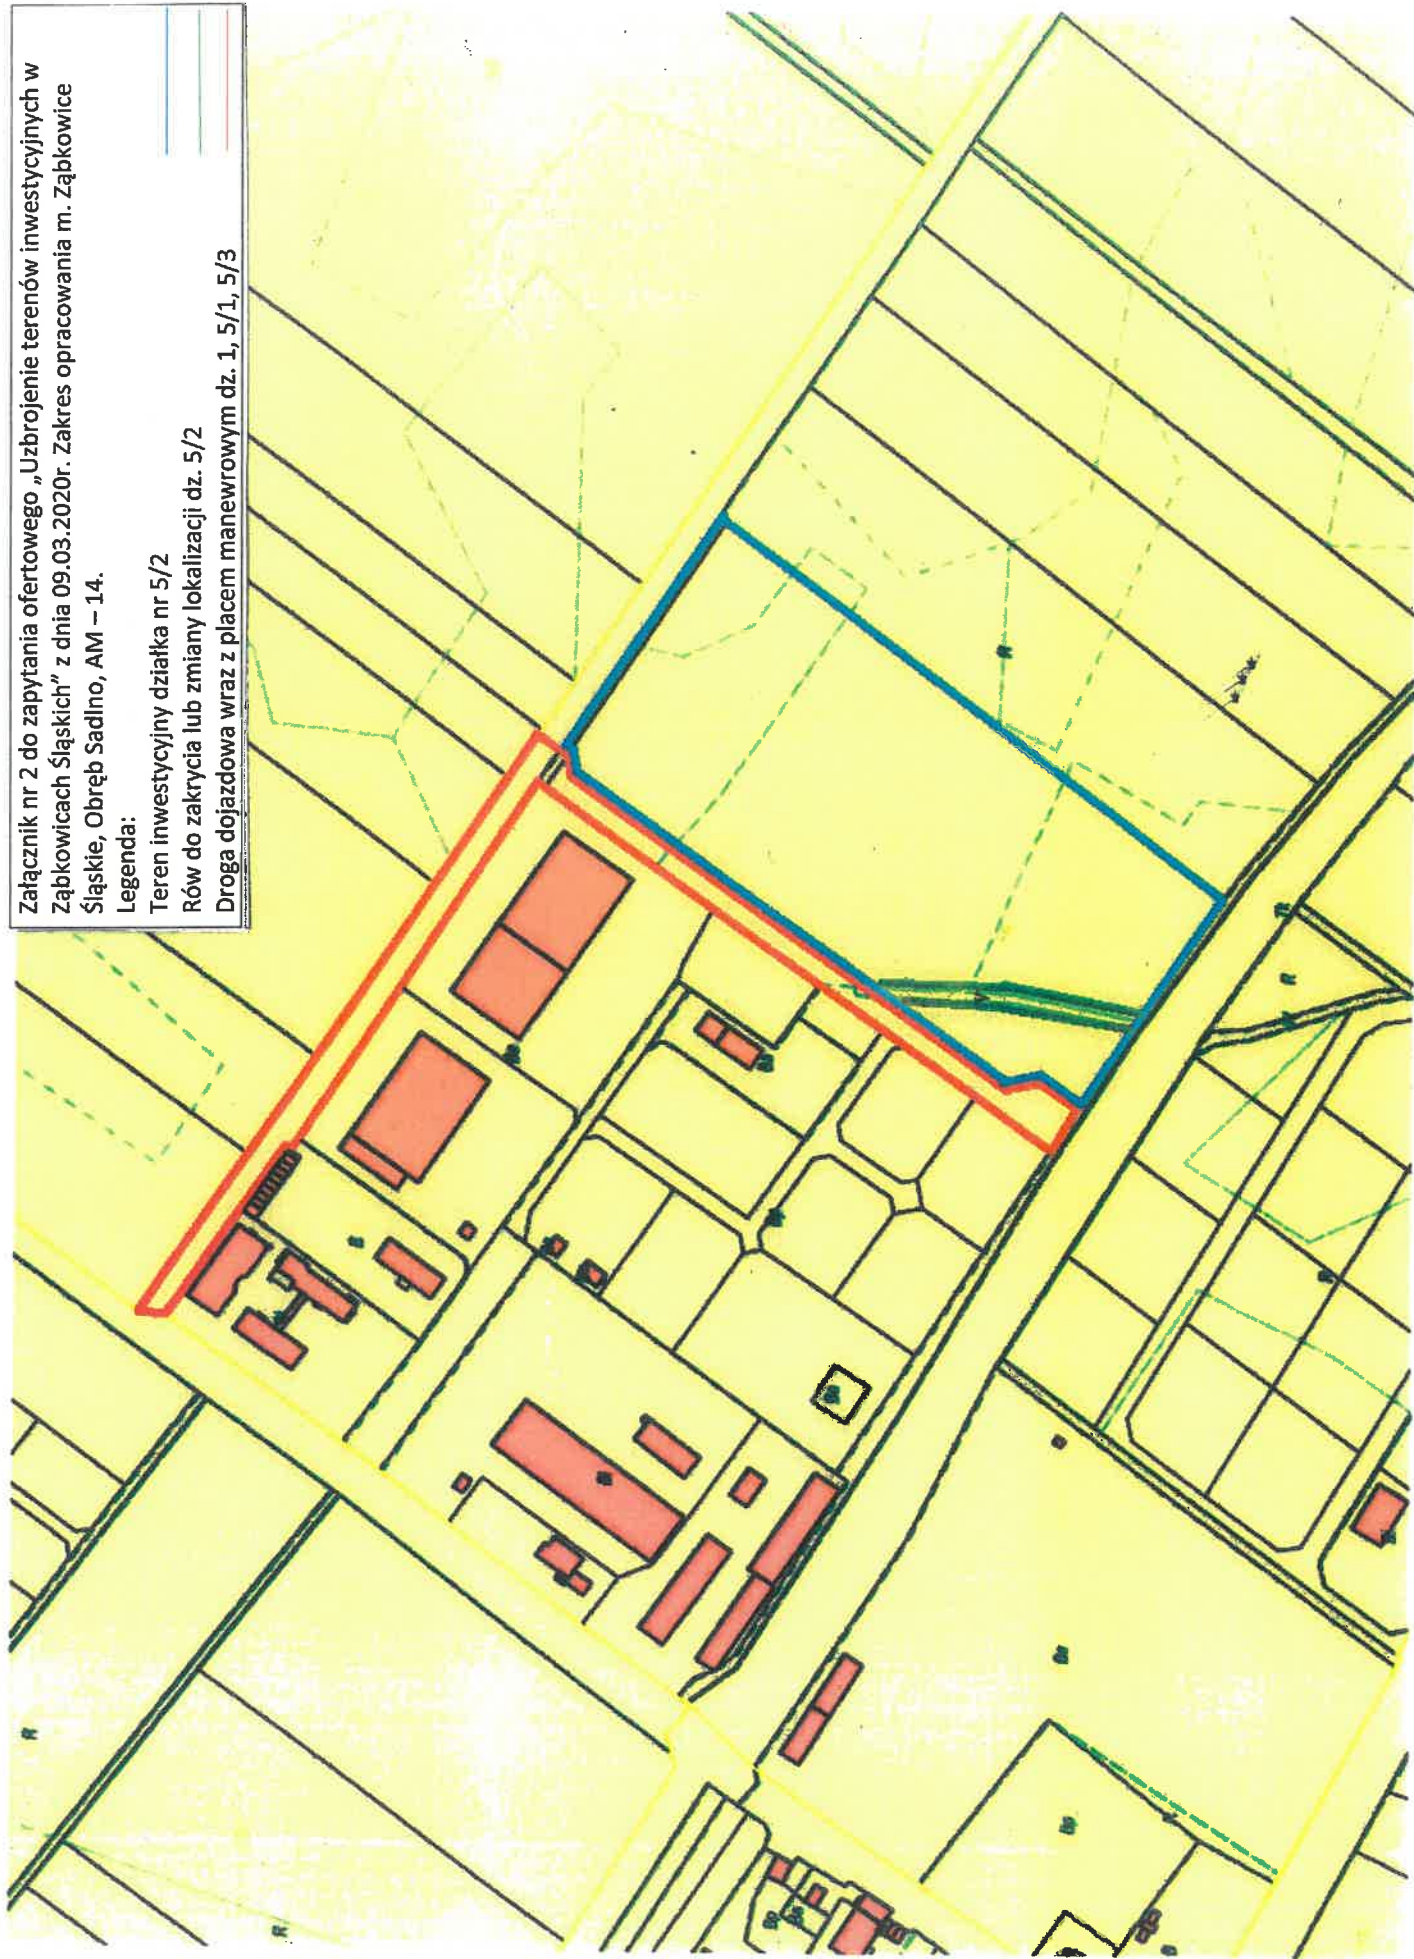 Załącznik nr 2 do zapytania ofertowego „Uzbrojenie terenów inwestycyjnych w
Ząbkowicach Śląskich” z dnia 09.03.2020r. Zakres opracowania m. Ząbkowice
Śląskie, Obręb Sadlno, AM – 14.
Legenda:
Teren inwestycyjny działka nr 5/2
Rów do zakrycia lub zmiany lokalizacji dz. 5/2
Droga dojazdowa wraz z placem manewrowym dz. 1, 5/1, 5/3
R
R
R
R
Ba
Bp